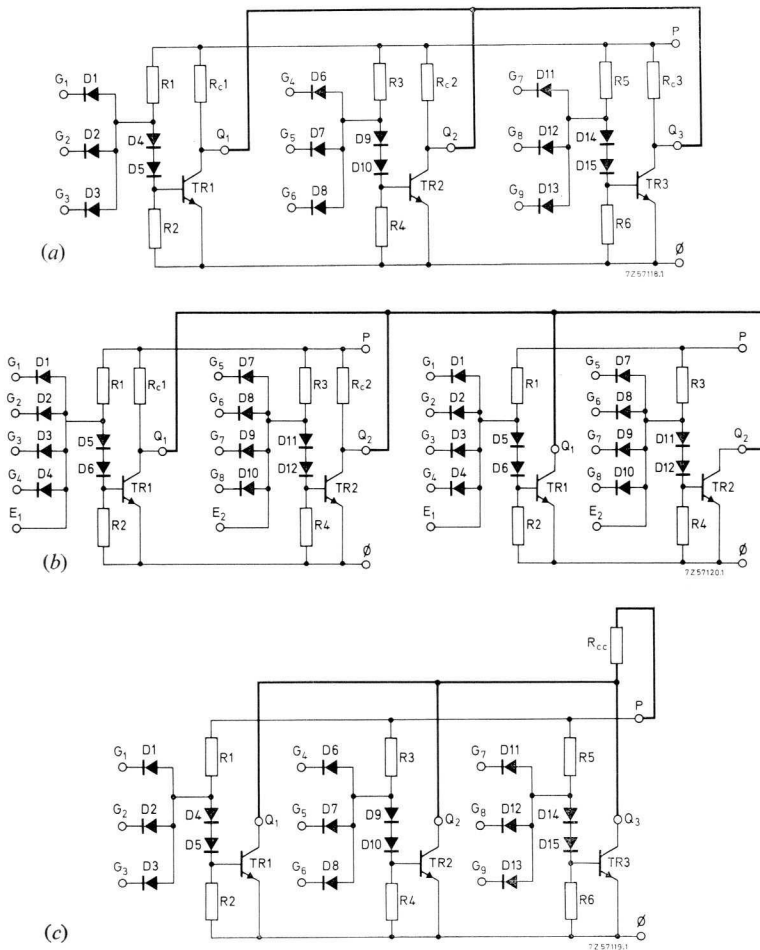 P
G1 D1 R1 Rc1 G4 D6 R3 Rc2 G7 D11 R5 Rc3
G2 D2 D4 Q1 G5 D7 D9 Q2 G8 D12 D14 Q3
D5 D10 D15
G3 D3 TR1 G6 D8 TR2 G9 D13 TR3
R2 R4 R6
(a) Ø
7Z57118.1
P P
G1 D1 R1 Rc1 G5 D7 R3 Rc2 G1 D1 R1 G5 D7 R3
G2 D2 G6 D8 G2 D2 G6 D8
G3 D3 D5 Q1 G7 D9 D11 Q2 G3 D3 D5 Q1 G7 D9 D11 Q2
G4 D4 D6 TR1 G8 D10 D12 TR2 G4 D4 D6 TR1 G8 D10 D12 TR2
E1 R2 E2 R4 E1 R2 E2 R4
(b) Ø Ø
7Z57120.1
Rcc
P
G1 D1 R1 G4 D6 R3 G7 D11 R5
G2 D2 D4 Q1 G5 D7 D9 Q2 G8 D12 D14 Q3
D5 TR1 D10 TR2 D15 TR3
G3 D3 R2 G6 D8 R4 G9 D13 R6
(c) Ø
7Z57119.1